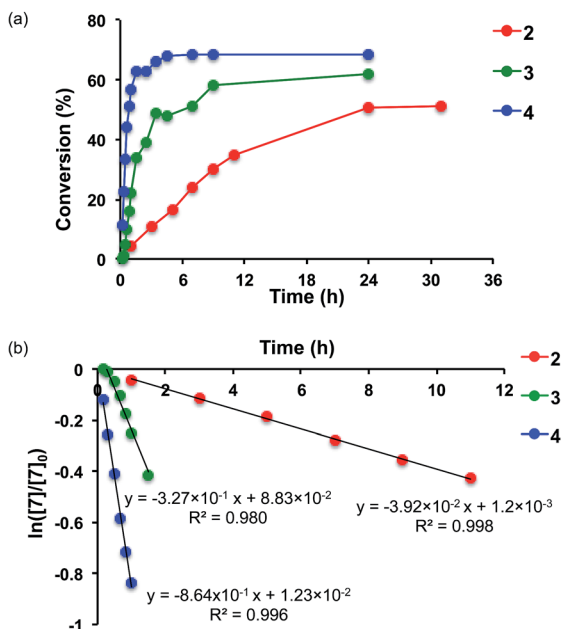 (a)
80
60
40
20
0
Conversion (%)
0 6 12 18 24 30 36
Time (h)
2
3
4
(b)
Time (h)
0 2 4 6 8 10 12
0
-0.2
-0.4
-0.6
-0.8
-1
ln([7]/[7]₀)
2
3
4
y = -3.27×10⁻¹ x + 8.83×10⁻²
R² = 0.980
y = -3.92×10⁻² x + 1.2×10⁻³
R² = 0.998
y = -8.64x10⁻¹ x + 1.23×10⁻²
R² = 0.996